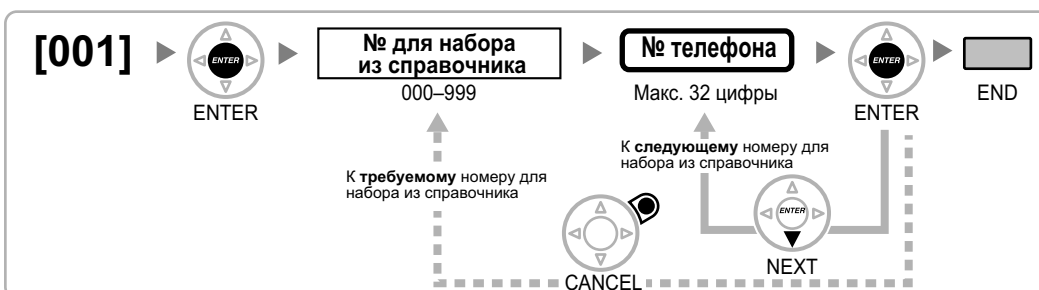 [001]
ENTER
ENTER
№ для набора
из справочника
000–999
№ телефона
Макс. 32 цифры
ENTER
ENTER
END
К требуемому номеру для
набора из справочника
К следующему номеру для
набора из справочника
CANCEL
ENTER
NEXT